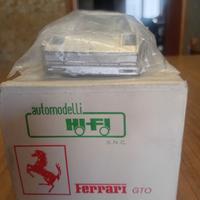 automodelli
HI-FI
S.N.C.
Ferrari GTO